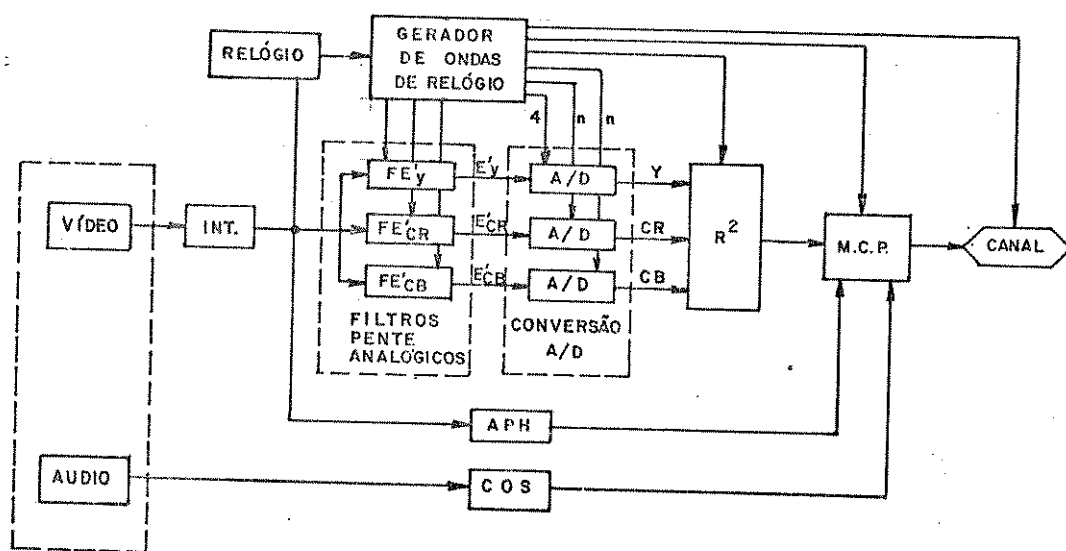 RELÓGIO
GERADOR
DE ONDAS
DE RELÓGIO
4
n
n
VÍDEO
INT.
FE'y
E'y
A/D
Y
FE'CR
E'CR
A/D
CR
FE'CB
E'CB
A/D
CB
R²
M.C.P.
CANAL
FILTROS
PENTE
ANALÓGICOS
CONVERSÃO
A/D
APH
AUDIO
COS